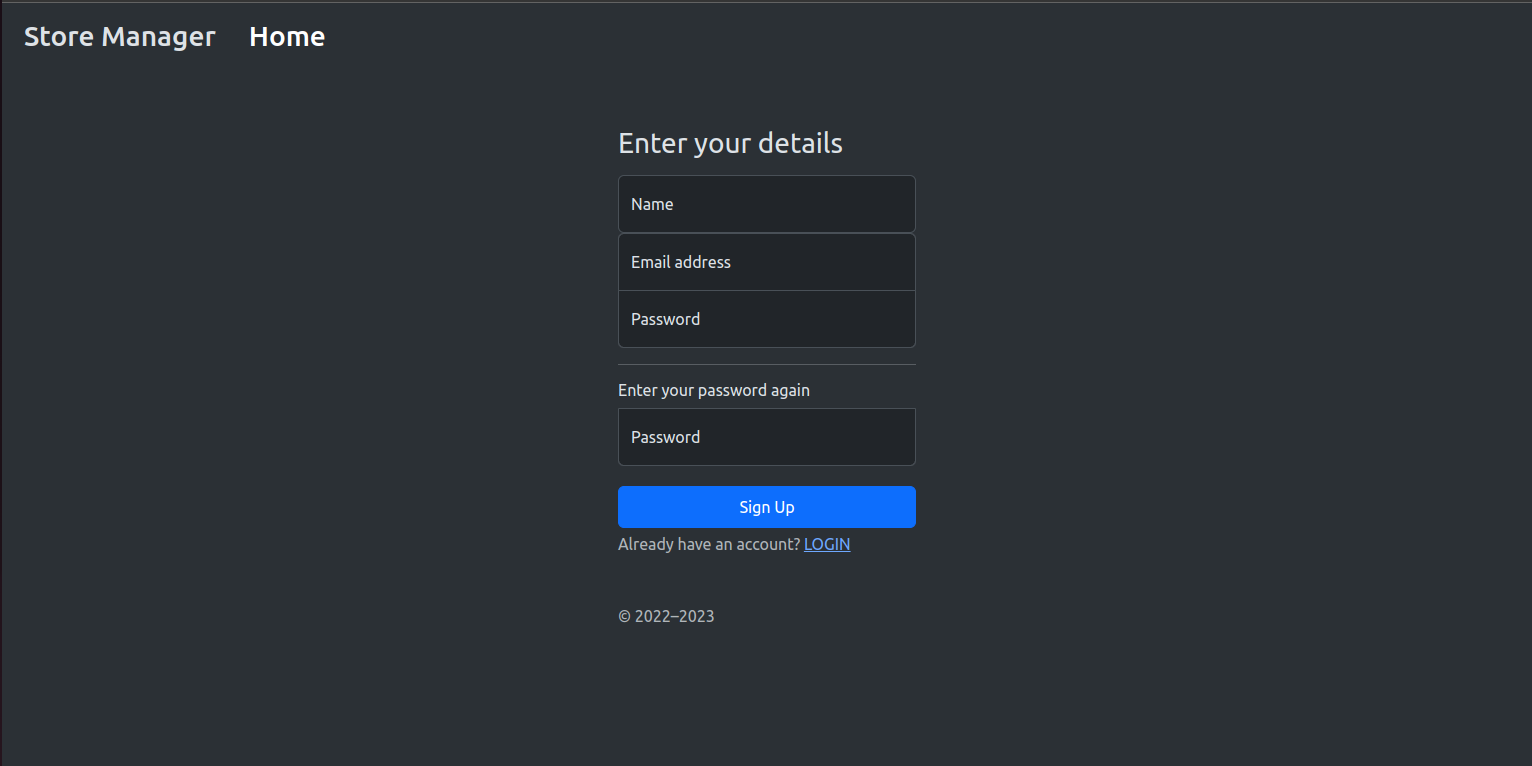 Store Manager Home
Enter your details
Name
Email address
Password
Enter your password again
Password
Sign Up
Already have an account? LOGIN
© 2022–2023